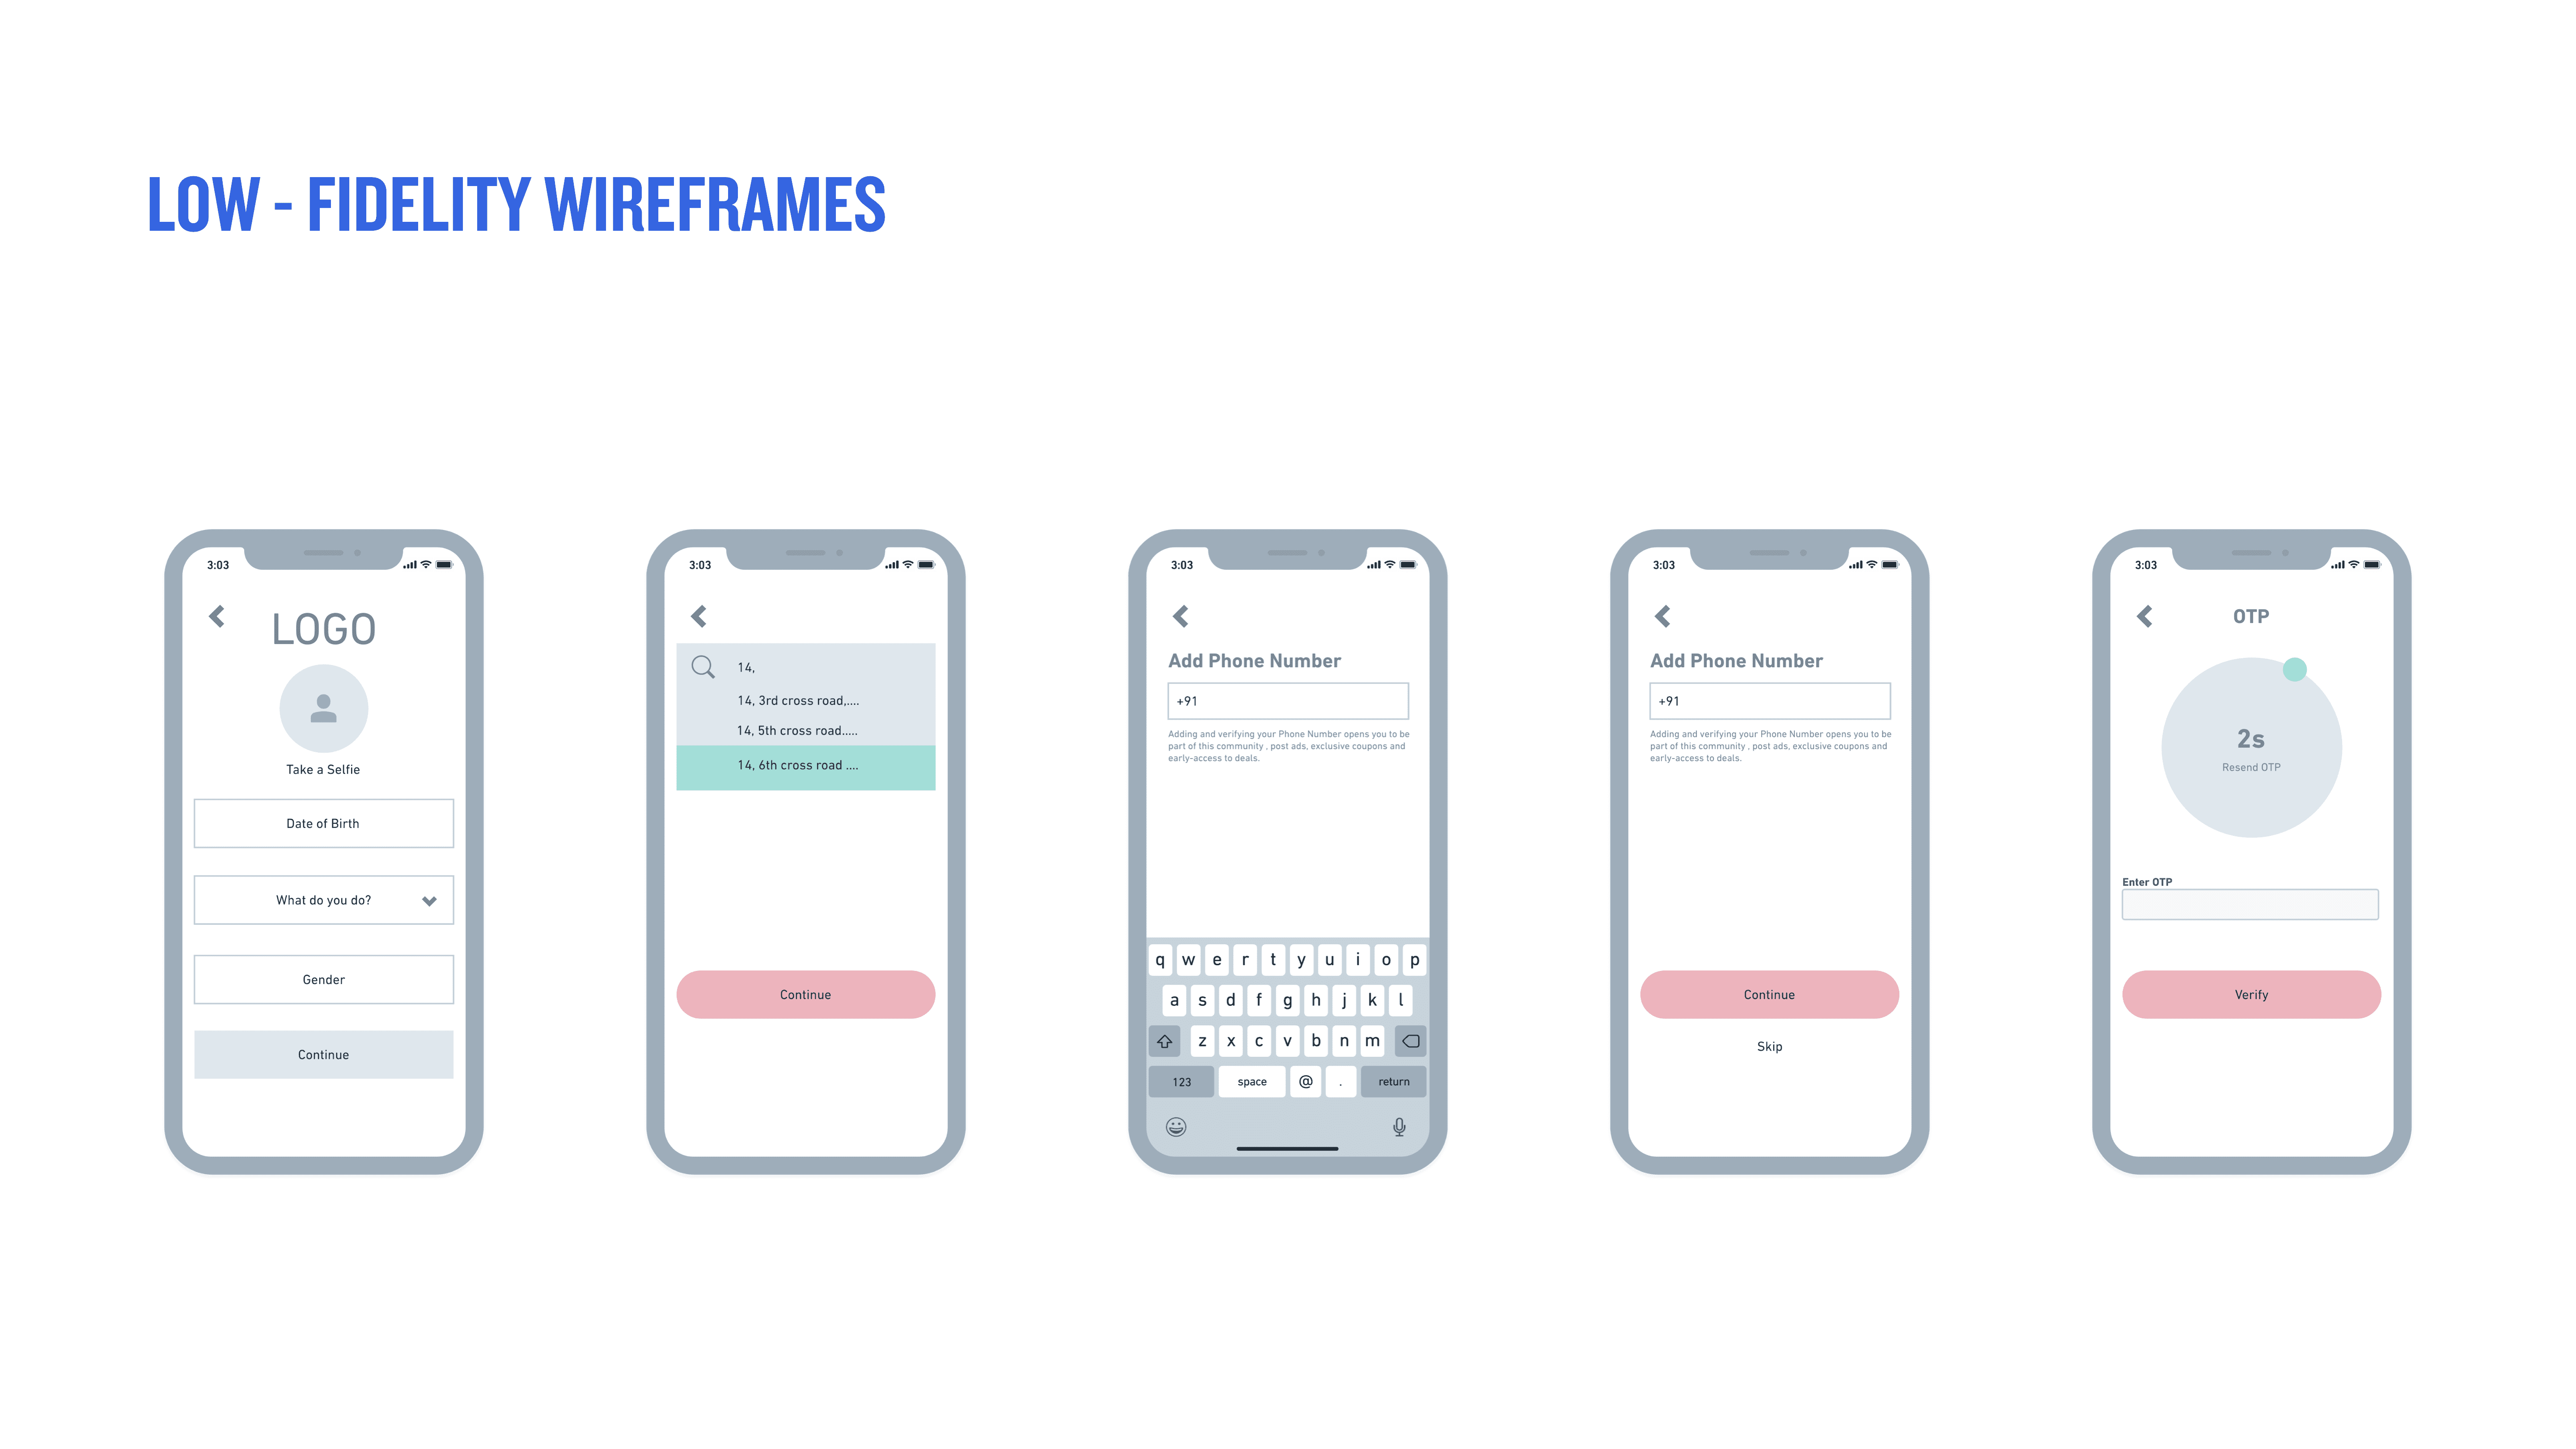 LOW - FIDELITY WIREFRAMES
3:03
LOGO
Take a Selfie
Date of Birth
What do you do?
Gender
Continue
3:03
14,
14, 3rd cross road,....
14, 5th cross road.....
14, 6th cross road ....
Continue
3:03
Add Phone Number
+91
Adding and verifying your Phone Number opens you to be
part of this community , post ads, exclusive coupons and
early-access to deals.
q w e r t y u i o p
a s d f g h j k l
z x c v b n m
123 space @ . return
3:03
Add Phone Number
+91
Adding and verifying your Phone Number opens you to be
part of this community , post ads, exclusive coupons and
early-access to deals.
Continue
Skip
3:03
OTP
2s
Resend OTP
Enter OTP
Verify